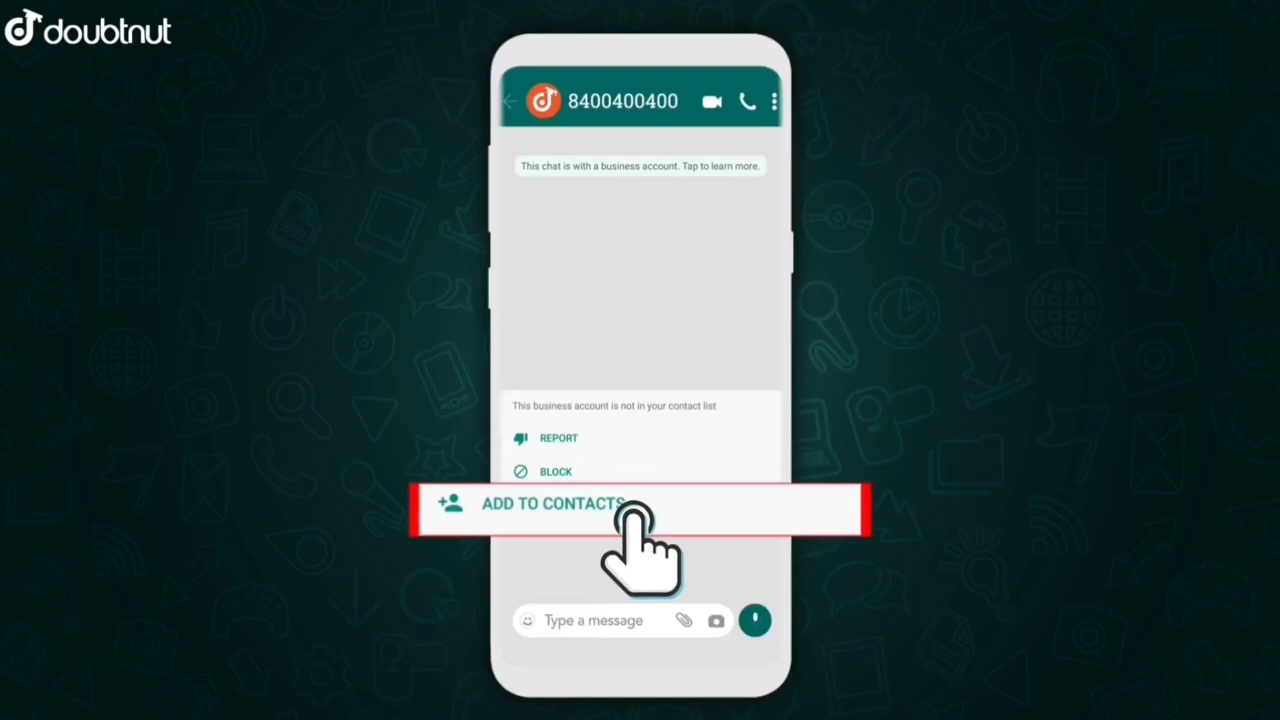 doubtnut
8400400400
This chat is with a business account. Tap to learn more.
This business account is not in your contact list
REPORT
BLOCK
ADD TO CONTACTS
Type a message